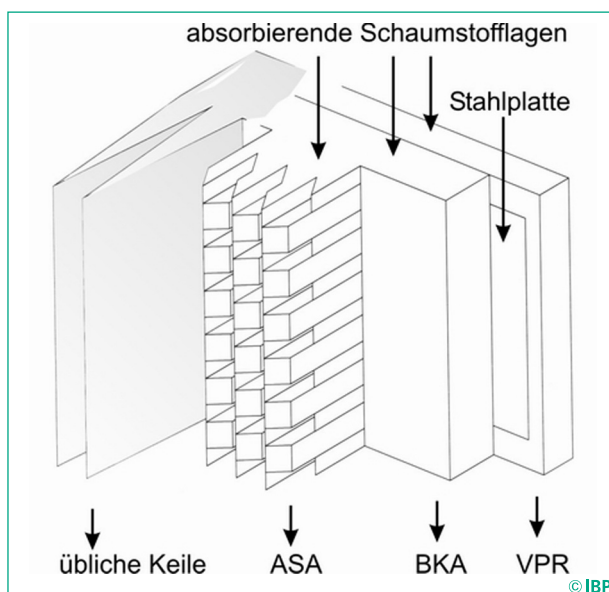 absorbierende Schaumstofflagen
Stahlplatte
übliche Keile
ASA
BKA
VPR
© IBP